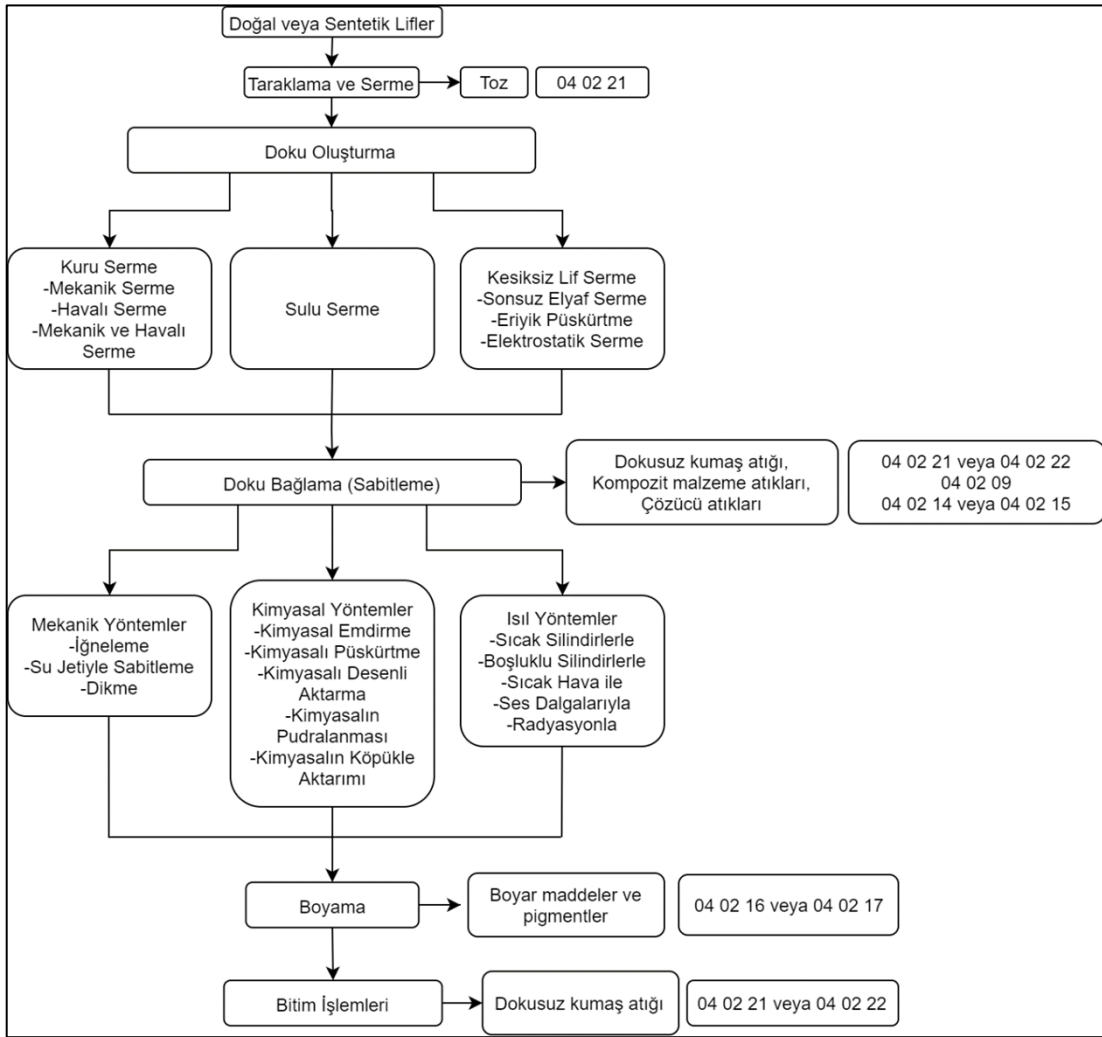 Doğal veya Sentetik Lifler
Taraklama ve Serme
Toz
04 02 21
Doku Oluşturma
Kuru Serme
-Mekanik Serme
-Havalı Serme
-Mekanik ve Havalı
Serme
Sulu Serme
Kesiksiz Lif Serme
-Sonsuz Elyaf Serme
-Eriyik Püskürtme
-Elektrostatik Serme
Doku Bağlama (Sabitleme)
Dokusuz kumaş atığı,
Kompozit malzeme atıkları,
Çözücü atıkları
04 02 21 veya 04 02 22
04 02 09
04 02 14 veya 04 02 15
Mekanik Yöntemler
-İğneleme
-Su Jetiyle Sabitleme
-Dikme
Kimyasal Yöntemler
-Kimyasal Emdirme
-Kimyasalı Püskürtme
-Kimyasalı Desenli
Aktarma
-Kimyasalın
Pudralanması
-Kimyasalın Köpükle
Aktarımı
Isıl Yöntemler
-Sıcak Silindirlerle
-Boşluklu Silindirlerle
-Sıcak Hava ile
-Ses Dalgalarıyla
-Radyasyonla
Boyama
Boyar maddeler ve
pigmentler
04 02 16 veya 04 02 17
Bitim İşlemleri
Dokusuz kumaş atığı
04 02 21 veya 04 02 22